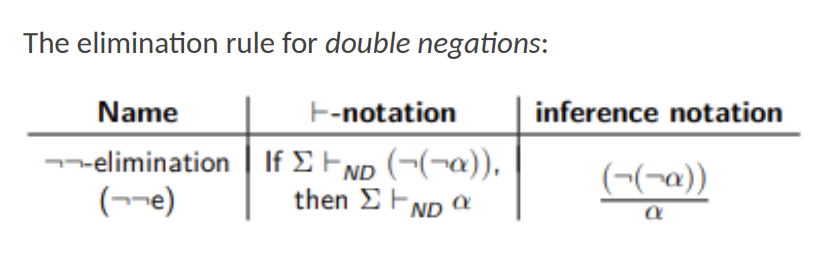 The elimination rule for double negations:
Name ⊢-notation inference notation
¬¬-elimination If Σ ⊢ND (¬(¬α)), (¬(¬α))
(¬¬e) then Σ ⊢ND α α